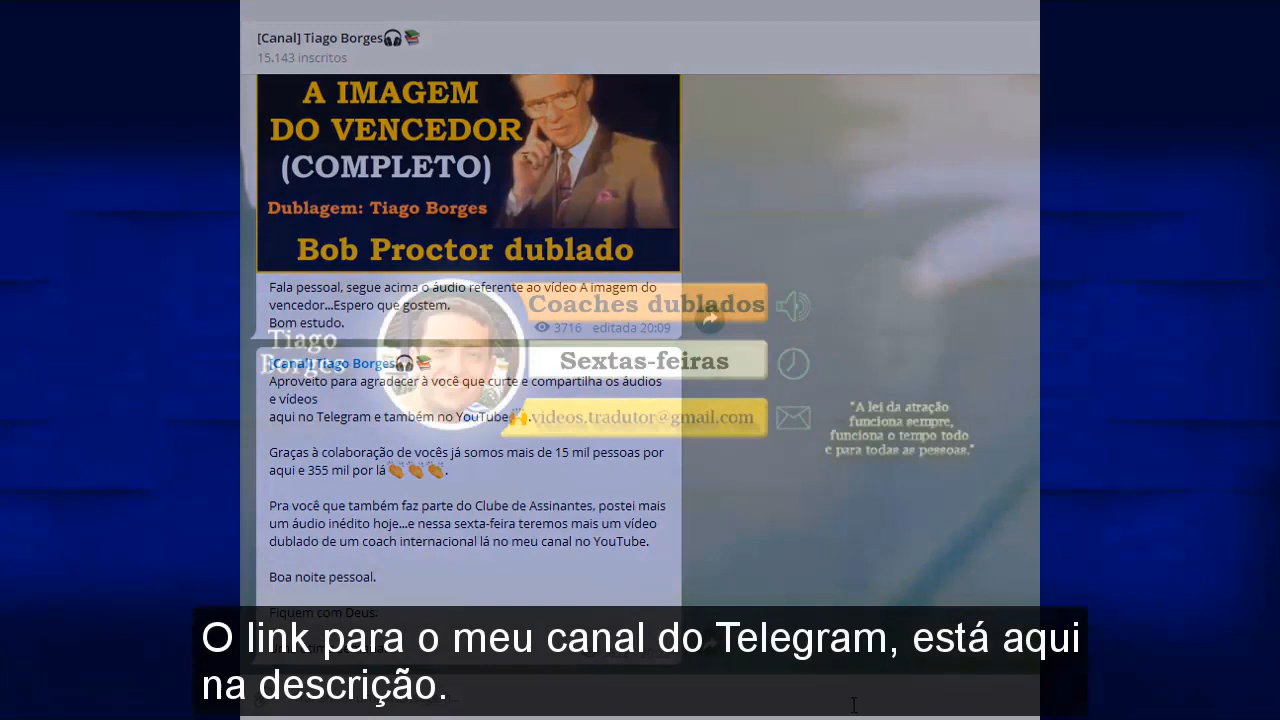 [Canal] Tiago Borges🎧📚
15.143 inscritos
A IMAGEM
DO VENCEDOR
(COMPLETO)
Dublagem: Tiago Borges
Bob Proctor dublado
Fala pessoal, segue acima o áudio referente ao vídeo A imagem do
vencedor...Espero que gostem.
Bom estudo.
3716 editada 20:09
Tiago
Borges
Coaches dublados
Sextas-feiras
videos.tradutor@gmail.com
"A lei da atração
funciona sempre,
funciona o tempo todo
e para todas as pessoas."
[Canal] Tiago Borges🎧📚
Aproveito para agradecer à você que curte e compartilha os áudios
e vídeos
aqui no Telegram e também no YouTube🙌.
Graças à colaboração de vocês já somos mais de 15 mil pessoas por
aqui e 355 mil por lá👏👏👏.
Pra você que também faz parte do Clube de Assinantes, postei mais
um áudio inédito hoje...e nessa sexta-feira teremos mais um vídeo
dublado de um coach internacional lá no meu canal no YouTube.
Boa noite pessoal.
Fiquem com Deus.
O link para o meu canal do Telegram, está aqui
na descrição.